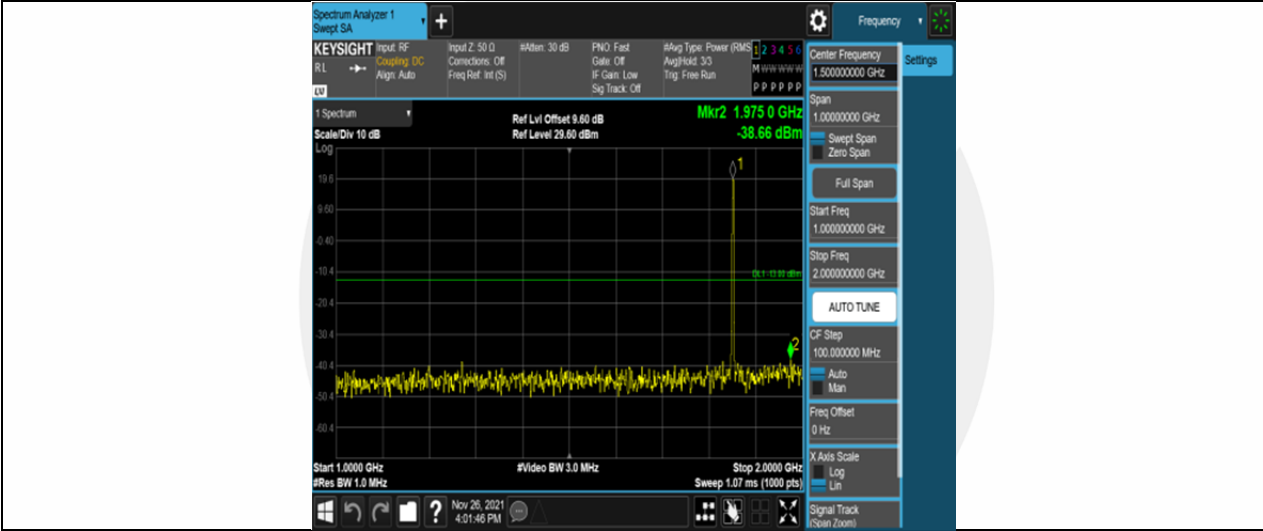 Spectrum Analyzer 1
Swept SA
+
Frequency
KEYSIGHT
RL
LV
Input: RF
Coupling: DC
Align: Auto
Input Z: 50 Ω
Corrections: Off
Freq Ref: Int (S)
#Atten: 30 dB
PNO: Fast
Gate: Off
IF Gain: Low
Sig Track: Off
#Avg Type: Power (RMS
Avg|Hold: 3/3
Trig: Free Run
1 2 3 4 5 6
M W W W W W
P P P P P P
1 Spectrum
Scale/Div 10 dB
Ref Lvl Offset 9.60 dB
Ref Level 29.60 dBm
Mkr2 1.975 0 GHz
-38.66 dBm
Log
19.6
9.60
-0.40
-10.4
-20.4
-30.4
-40.4
-50.4
-60.4
1
DL1 -13.00 dBm
2
Start 1.0000 GHz
#Res BW 1.0 MHz
#Video BW 3.0 MHz
Stop 2.0000 GHz
Sweep 1.07 ms (1000 pts)
Center Frequency
1.500000000 GHz
Span
1.00000000 GHz
Swept Span
Zero Span
Full Span
Start Freq
1.000000000 GHz
Stop Freq
2.000000000 GHz
AUTO TUNE
CF Step
100.000000 MHz
Auto
Man
Freq Offset
0 Hz
X Axis Scale
Log
Lin
Signal Track
(Span Zoom)
Settings
?
Nov 26, 2021
4:01:46 PM